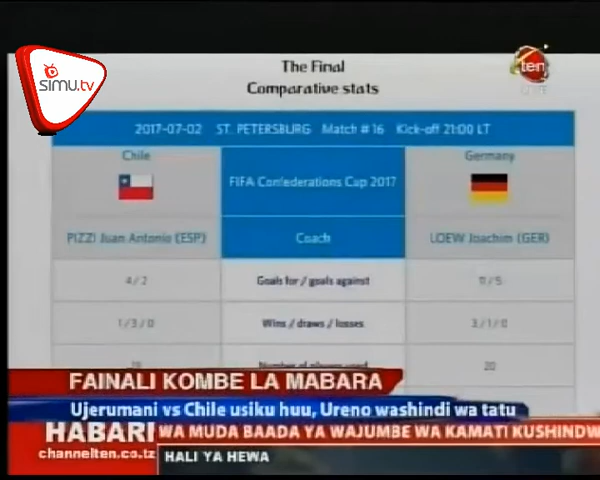 simu.tv
ten
The Final
Comparative stats
2017-07-02 ST. PETERSBURG Match # 16 Kick-off 21:00 LT
Chile
Germany
FIFA Confederations Cup 2017
PIZZI Juan Antonio (ESP) Coach LOEW Joachim (GER)
4 / 2 Goals for / goals against 11 / 5
1 / 3 / 0 Wins / draws / losses 3 / 1 / 0
Number of players used 20
FAINALI KOMBE LA MABARA
Ujerumani vs Chile usiku huu, Ureno washindi wa tatu
HABARI WA MUDA BAADA YA WAJUMBE WA KAMATI KUSHINDW
channelten.co.tz HALI YA HEWA